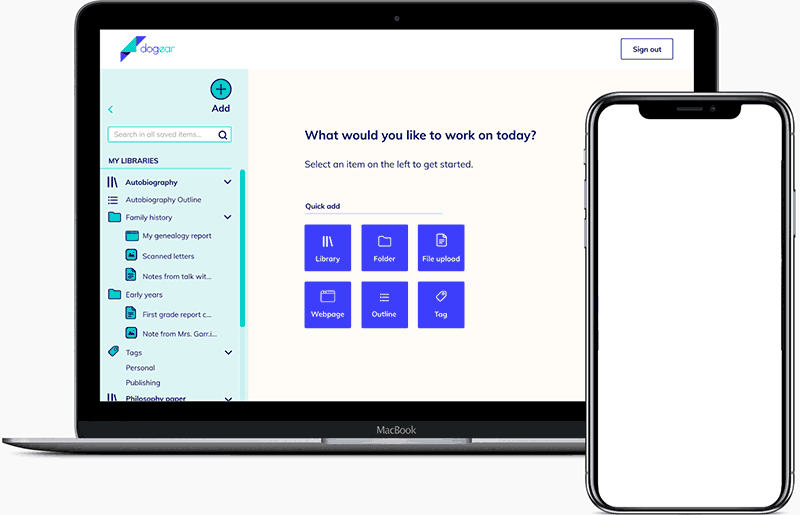 dogear
Sign out
Add
Search in all saved items...
MY LIBRARIES
Autobiography
Autobiography Outline
Family history
My genealogy report
Scanned letters
Notes from talk wit...
Early years
First grade report c...
Note from Mrs. Garr.i...
Tags
Personal
Publishing
Philosophy paper
What would you like to work on today?
Select an item on the left to get started.
Quick add
Library
Folder
File upload
Webpage
Outline
Tag
MacBook